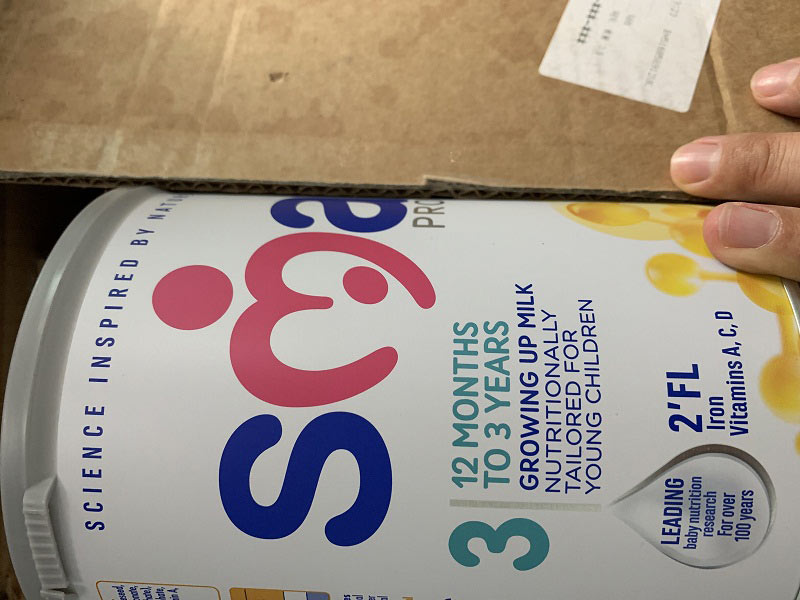 SCIENCE INSPIRED BY NATU
sma
PRO
3
12 MONTHS
TO 3 YEARS
GROWING UP MILK
NUTRITIONALLY
TAILORED FOR
YOUNG CHILDREN
2'FL
Iron
Vitamins A, C, D
LEADING
baby nutrition
research
For over
100 years